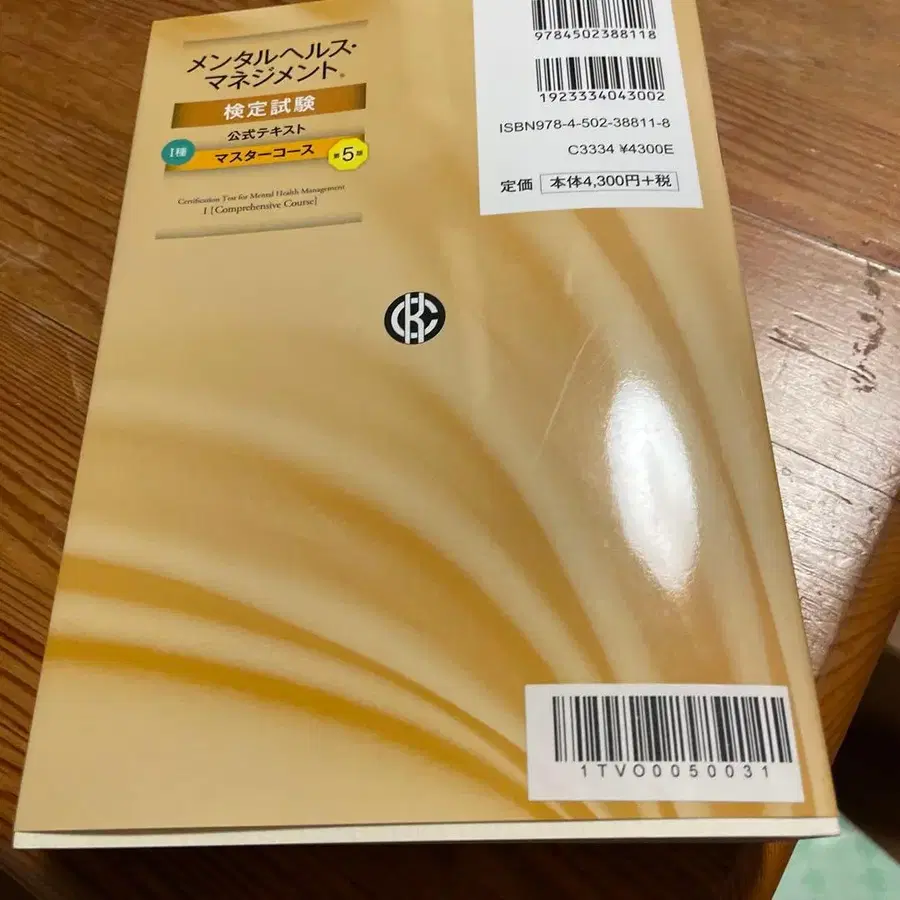 メンタルヘルス・
マネジメント®
検定試験
公式テキスト
I種
マスターコース
第5版
Certification Test for Mental Health Management
I [Comprehensive Course]
9784502388118
1923334043002
ISBN978-4-502-38811-8
C3334 ¥4300E
定価 本体4,300円+税
1TVO0050031